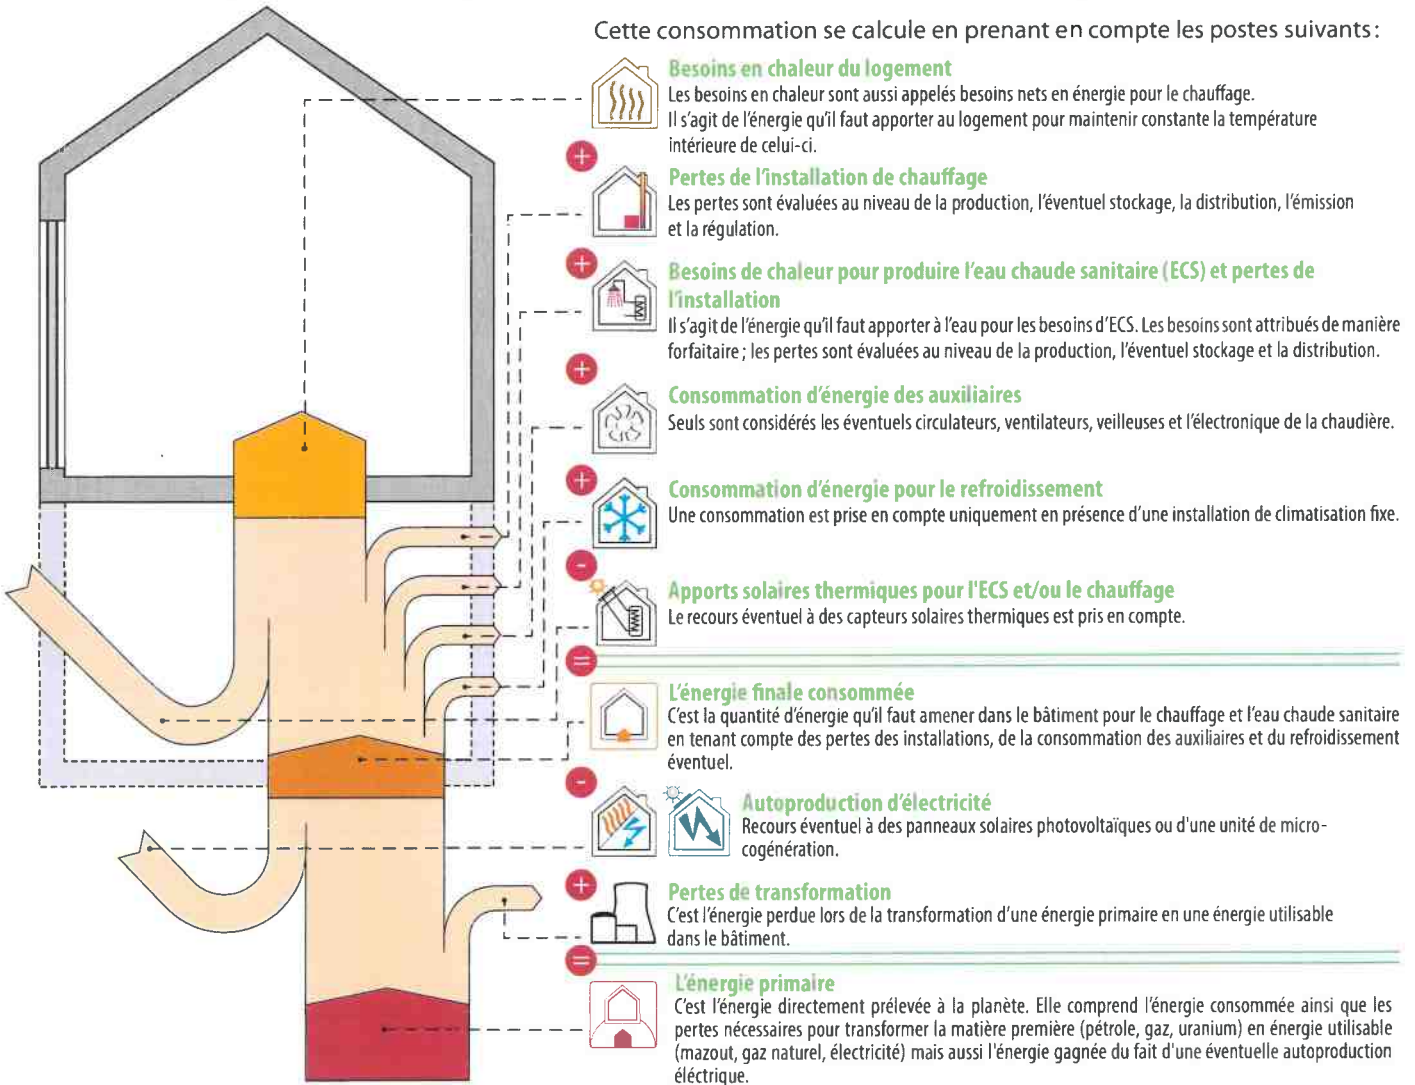 Cette consommation se calcule en prenant en compte les postes suivants :
Besoins en chaleur du logement
Les besoins en chaleur sont aussi appelés besoins nets en énergie pour le chauffage.
Il s'agit de l'énergie qu'il faut apporter au logement pour maintenir constante la température
intérieure de celui-ci.
+
Pertes de l'installation de chauffage
Les pertes sont évaluées au niveau de la production, l'éventuel stockage, la distribution, l'émission
et la régulation.
+
Besoins de chaleur pour produire l'eau chaude sanitaire (ECS) et pertes de
l'installation
Il s'agit de l'énergie qu'il faut apporter à l'eau pour les besoins d'ECS. Les besoins sont attribués de manière
forfaitaire ; les pertes sont évaluées au niveau de la production, l'éventuel stockage et la distribution.
+
Consommation d'énergie des auxiliaires
Seuls sont considérés les éventuels circulateurs, ventilateurs, veilleuses et l'électronique de la chaudière.
+
Consommation d'énergie pour le refroidissement
Une consommation est prise en compte uniquement en présence d'une installation de climatisation fixe.
-
Apports solaires thermiques pour l'ECS et/ou le chauffage
Le recours éventuel à des capteurs solaires thermiques est pris en compte.
=
L'énergie finale consommée
C'est la quantité d'énergie qu'il faut amener dans le bâtiment pour le chauffage et l'eau chaude sanitaire
en tenant compte des pertes des installations, de la consommation des auxiliaires et du refroidissement
éventuel.
-
Autoproduction d'électricité
Recours éventuel à des panneaux solaires photovoltaïques ou d'une unité de micro-
cogénération.
+
Pertes de transformation
C'est l'énergie perdue lors de la transformation d'une énergie primaire en une énergie utilisable
dans le bâtiment.
=
L'énergie primaire
C'est l'énergie directement prélevée à la planète. Elle comprend l'énergie consommée ainsi que les
pertes nécessaires pour transformer la matière première (pétrole, gaz, uranium) en énergie utilisable
(mazout, gaz naturel, électricité) mais aussi l'énergie gagnée du fait d'une éventuelle autoproduction
éléctrique.